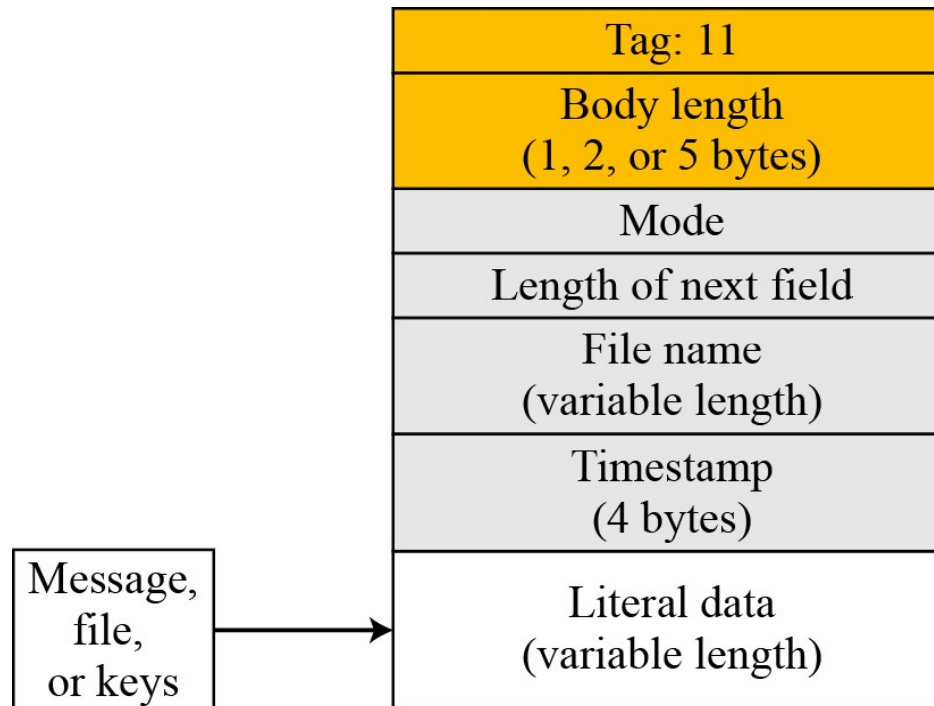 Tag: 11
Body length
(1, 2, or 5 bytes)
Mode
Length of next field
File name
(variable length)
Timestamp
(4 bytes)
Message,
file,
or keys
Literal data
(variable length)